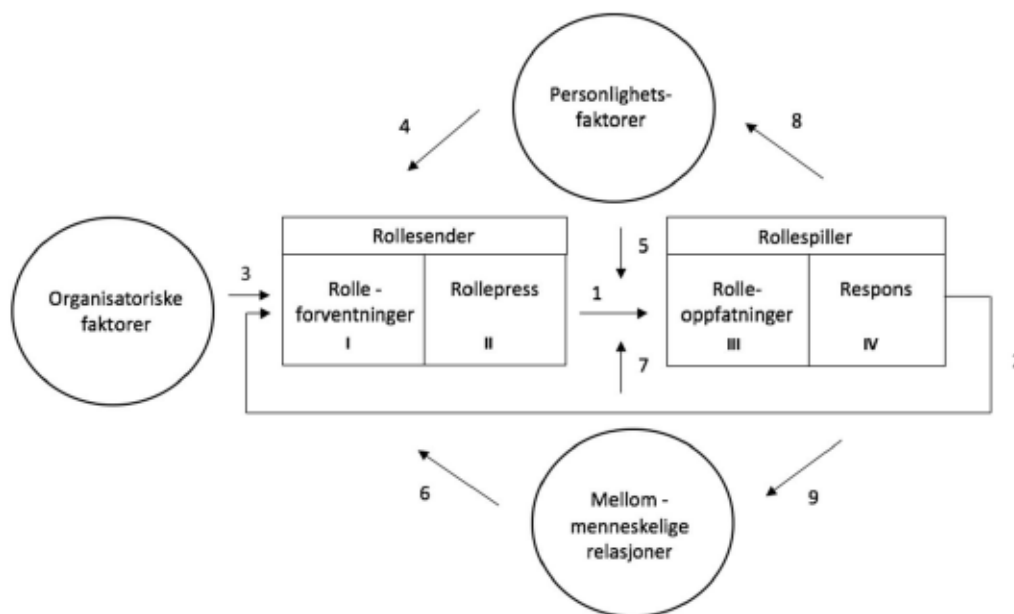 Personlighets-
faktorer
4
8
Rollesender
Rollespiller
Organisatoriske
faktorer
3
Rolle -
forventninger
I
Rollepress
II
1
5
7
Rolle-
oppfatninger
III
Respons
IV
6
9
Mellom -
menneskelige
relasjoner